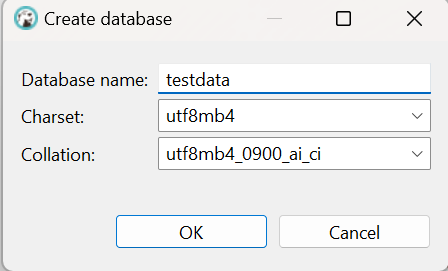 Create database
Database name: testdata
Charset: utf8mb4
Collation: utf8mb4_0900_ai_ci
OK Cancel